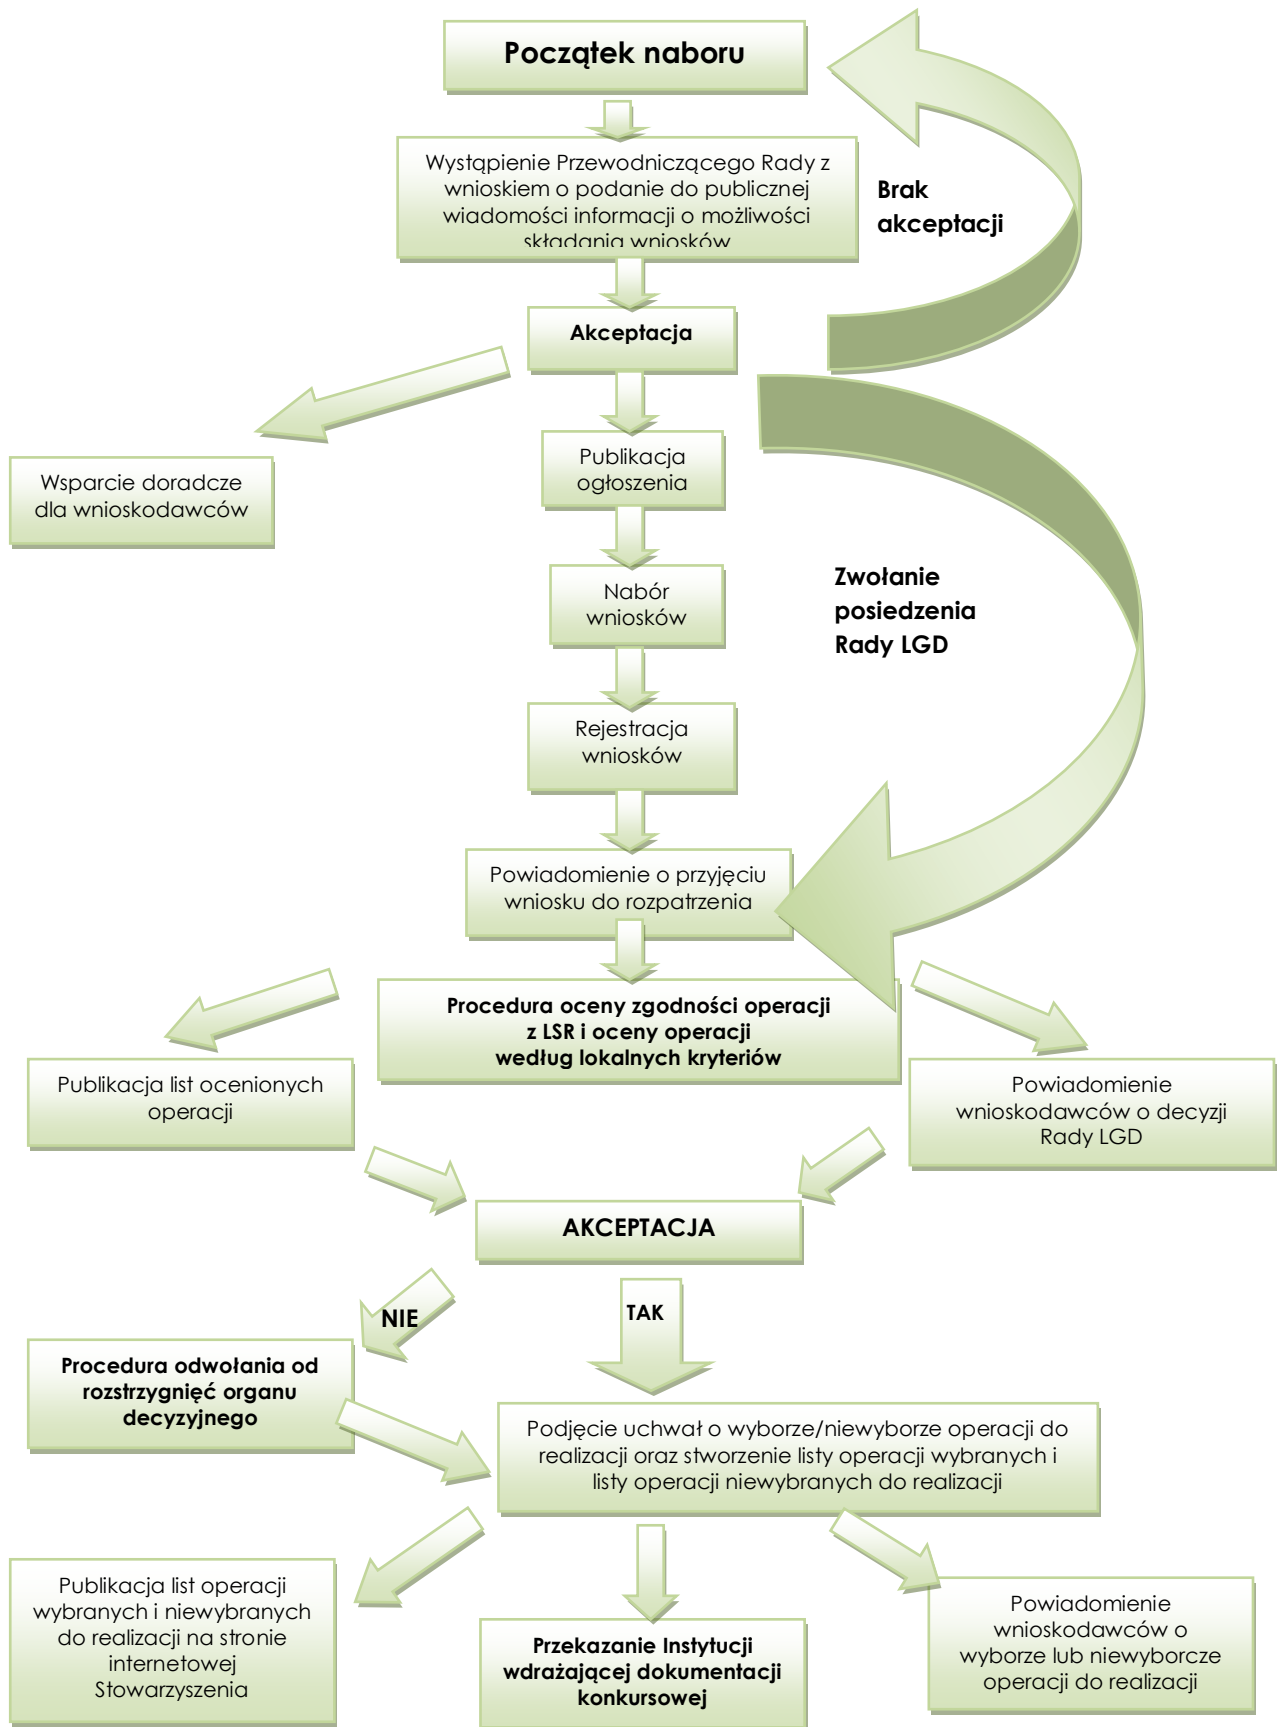 Początek naboru
Wystąpienie Przewodniczącego Rady z
wnioskiem o podanie do publicznej
wiadomości informacji o możliwości
składania wniosków
Brak
akceptacji
Akceptacja
Wsparcie doradcze
dla wnioskodawców
Publikacja
ogłoszenia
Nabór
wniosków
Zwołanie
posiedzenia
Rady LGD
Rejestracja
wniosków
Powiadomienie o przyjęciu
wniosku do rozpatrzenia
Procedura oceny zgodności operacji
z LSR i oceny operacji
według lokalnych kryteriów
Publikacja list ocenionych
operacji
Powiadomienie
wnioskodawców o decyzji
Rady LGD
AKCEPTACJA
NIE
TAK
Procedura odwołania od
rozstrzygnięć organu
decyzyjnego
Podjęcie uchwał o wyborze/niewyborze operacji do
realizacji oraz stworzenie listy operacji wybranych i
listy operacji niewybranych do realizacji
Publikacja list operacji
wybranych i niewybranych
do realizacji na stronie
internetowej
Stowarzyszenia
Przekazanie Instytucji
wdrażającej dokumentacji
konkursowej
Powiadomienie
wnioskodawców o
wyborze lub niewyborcze
operacji do realizacji